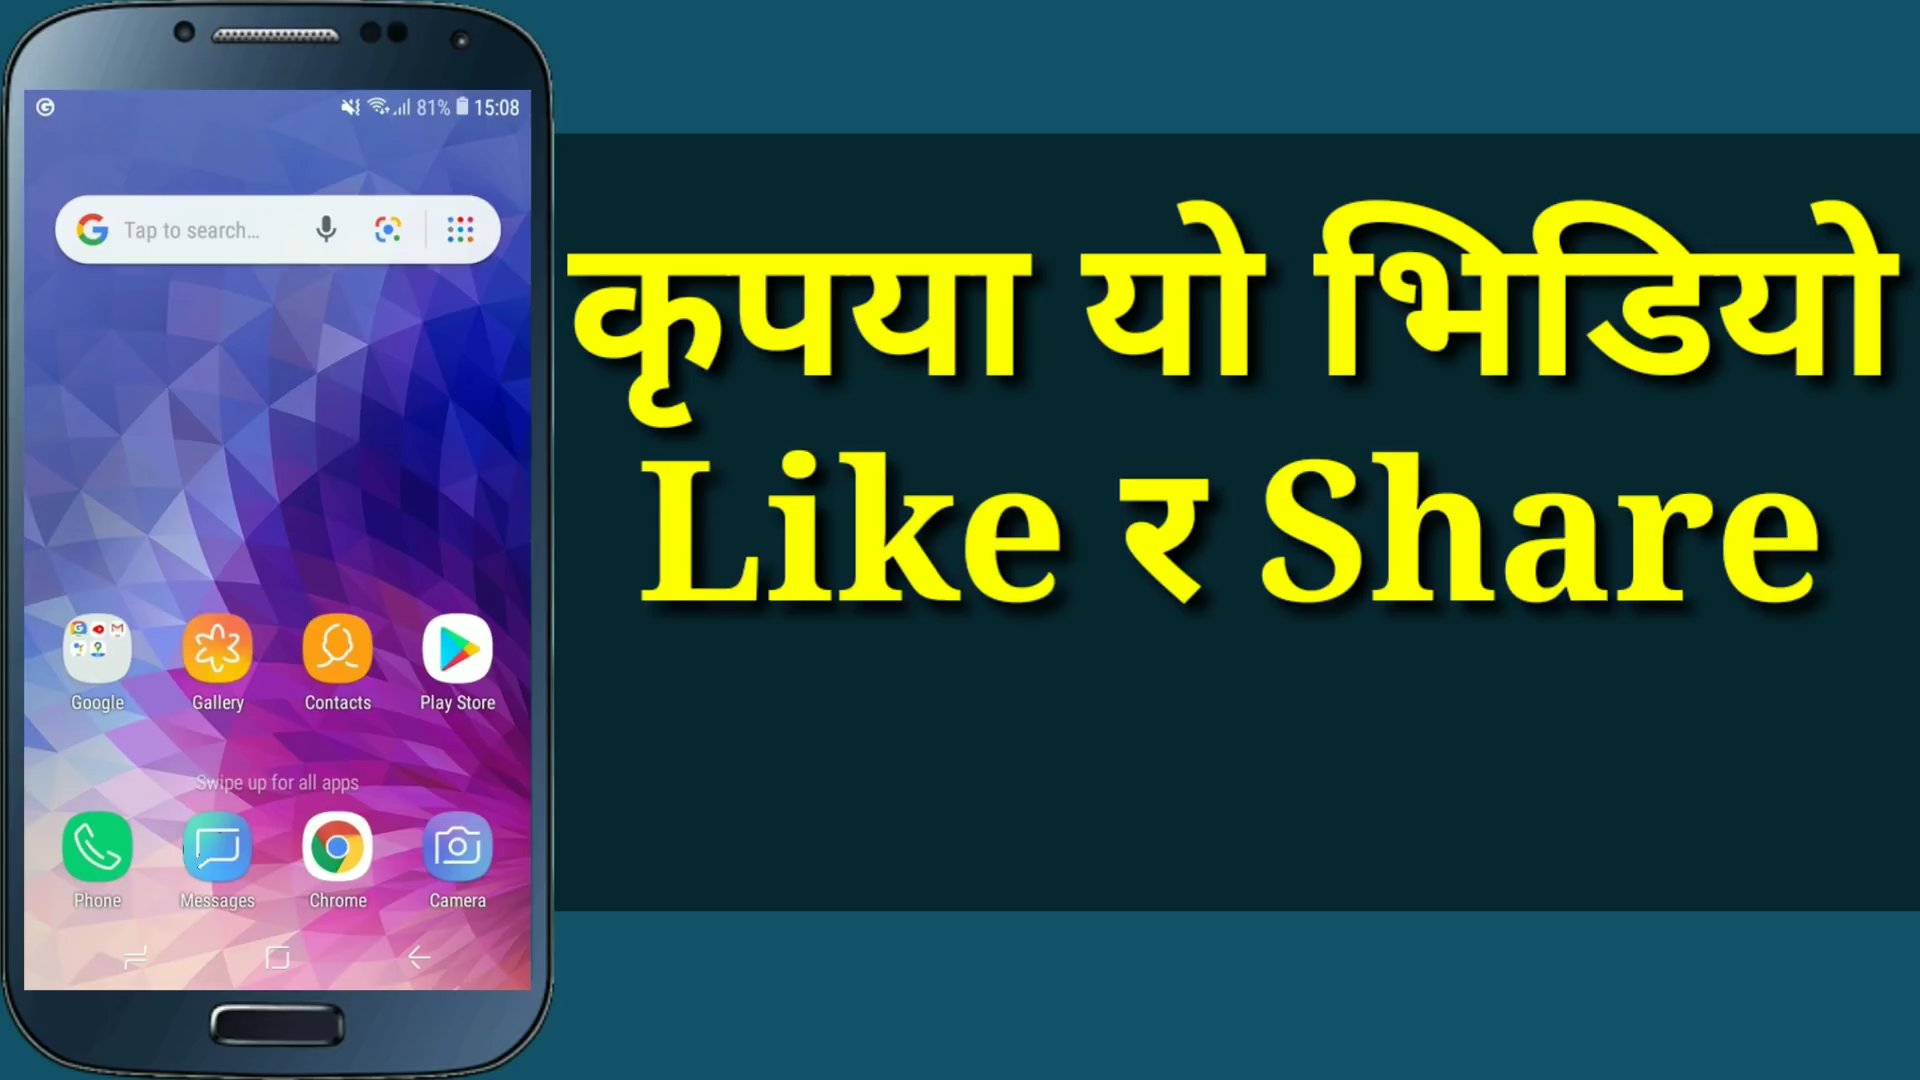 81% 15:08
Tap to search...
Google Gallery Contacts Play Store
Swipe up for all apps
Phone Messages Chrome Camera
कृपया यो भिडियो
Like र Share